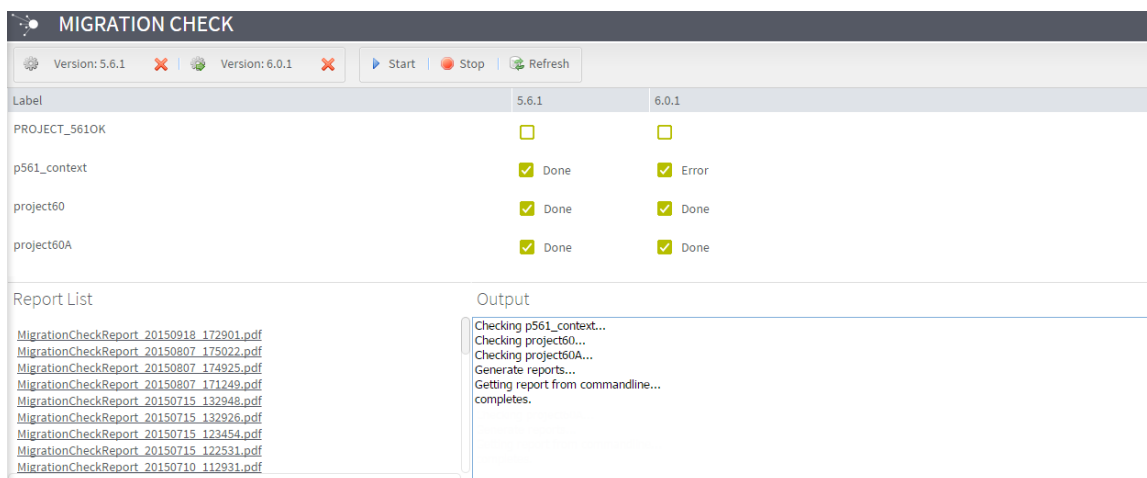 MIGRATION CHECK
Version: 5.6.1 Version: 6.0.1 Start Stop Refresh
Label 5.6.1 6.0.1
PROJECT_561OK
p561_context Done Error
project60 Done Done
project60A Done Done
Report List
MigrationCheckReport_20150918_172901.pdf
MigrationCheckReport_20150807_175022.pdf
MigrationCheckReport_20150807_174925.pdf
MigrationCheckReport_20150807_171249.pdf
MigrationCheckReport_20150715_132948.pdf
MigrationCheckReport_20150715_132926.pdf
MigrationCheckReport_20150715_123454.pdf
MigrationCheckReport_20150715_122531.pdf
MigrationCheckReport_20150710_112931.pdf
Output
Checking p561_context...
Checking project60...
Checking project60A...
Generate reports...
Getting report from commandline...
completes.